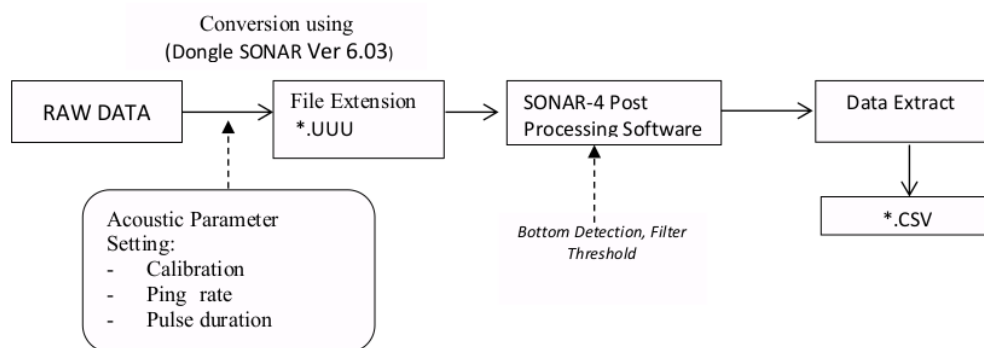 Conversion using
(Dongle SONAR Ver 6.03)
RAW DATA
File Extension
*.UUU
SONAR-4 Post
Processing Software
Data Extract
*.CSV
Acoustic Parameter
Setting:
- Calibration
- Ping rate
- Pulse duration
Bottom Detection, Filter
Threshold